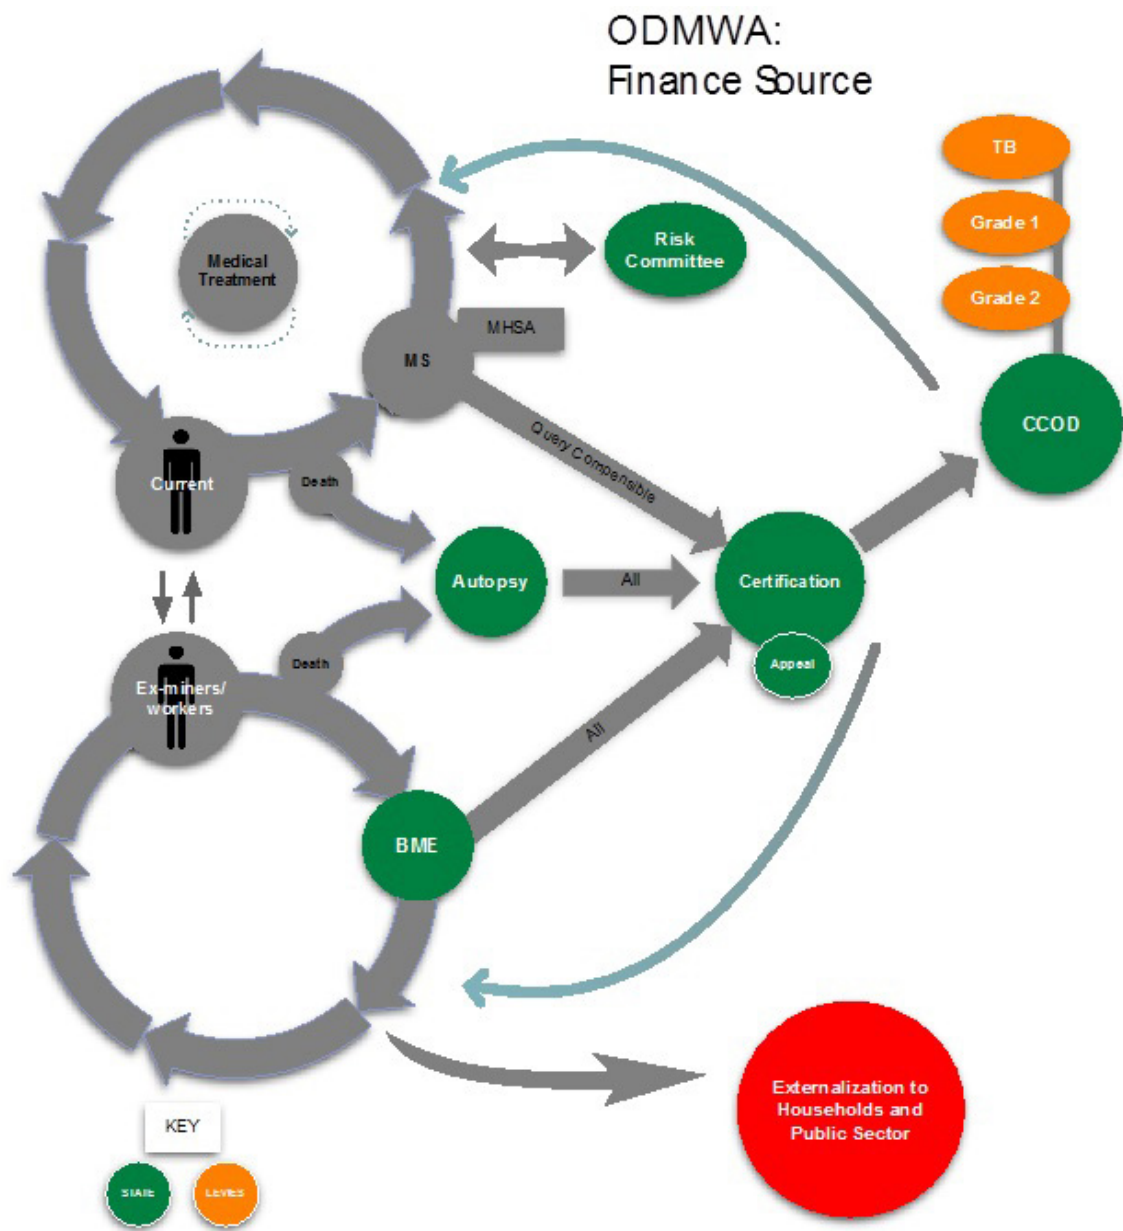 ODMWA:
Finance Source
TB
Grade 1
Grade 2
Risk
Committee
Medical
Treatment
MHSA
MS
CCOD
Query Compensible
Current
Death
Autopsy
All
Certification
Appeal
Death
Ex-miners/
workers
All
BME
Externalization to
Households and
Public Sector
KEY
STATE
LEVIES